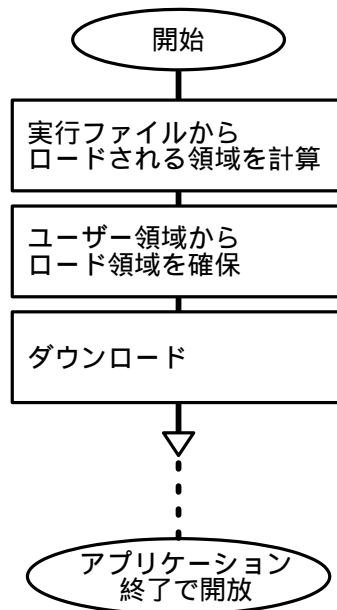 開始
実行ファイルから
ロードされる領域を計算
ユーザー領域から
ロード領域を確保
ダウンロード
アプリケーション
終了で開放